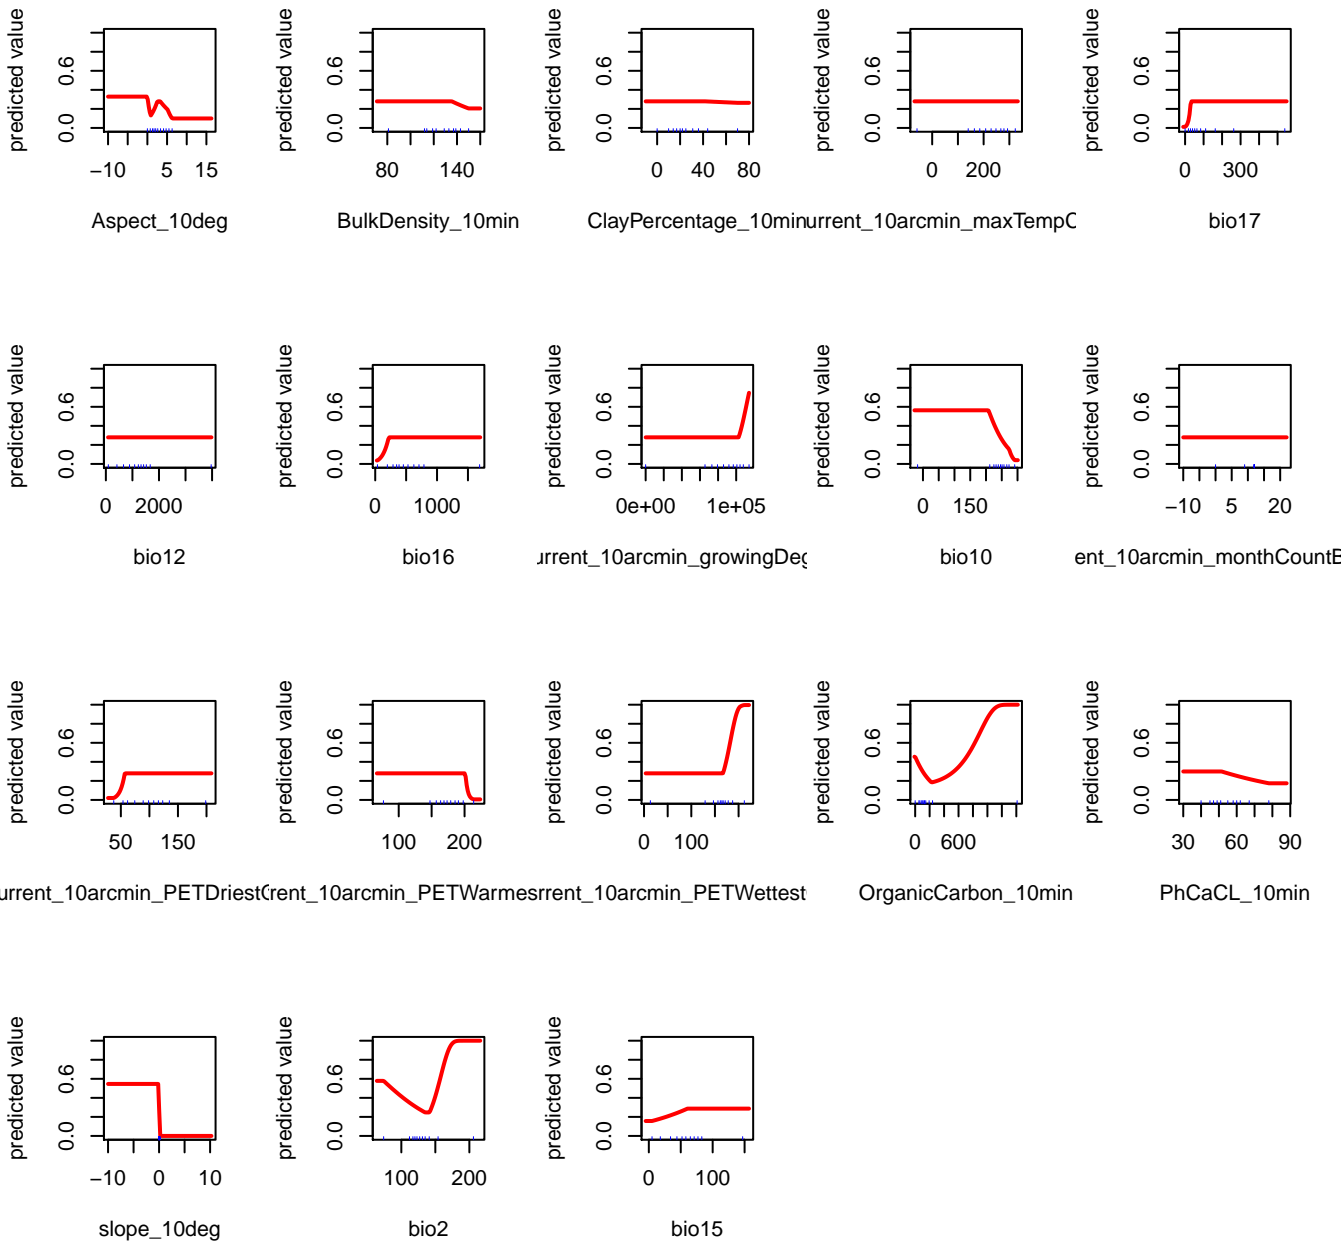 predicted value predicted value predicted value predicted value predicted value
0.6 0.6 0.6 0.6 0.6
0.0 0.0 0.0 0.0 0.0
−10 5 15 80 140 0 40 80 0 200 0 300
Aspect_10deg BulkDensity_10min ClayPercentage_10min urrent_10arcmin_maxTempC bio17
predicted value predicted value predicted value predicted value predicted value
0.6 0.6 0.6 0.6 0.6
0.0 0.0 0.0 0.0 0.0
0 2000 0 1000 0e+00 1e+05 0 150 −10 5 20
bio12 bio16 urrent_10arcmin_growingDeg bio10 ent_10arcmin_monthCountB
predicted value predicted value predicted value predicted value predicted value
0.6 0.6 0.6 0.6 0.6
0.0 0.0 0.0 0.0 0.0
50 150 100 200 0 100 0 600 30 60 90
urrent_10arcmin_PETDriestQ rent_10arcmin_PETWarmes rrent_10arcmin_PETWettest OrganicCarbon_10min PhCaCL_10min
predicted value predicted value predicted value
0.6 0.6 0.6
0.0 0.0 0.0
−10 0 10 100 200 0 100
slope_10deg bio2 bio15